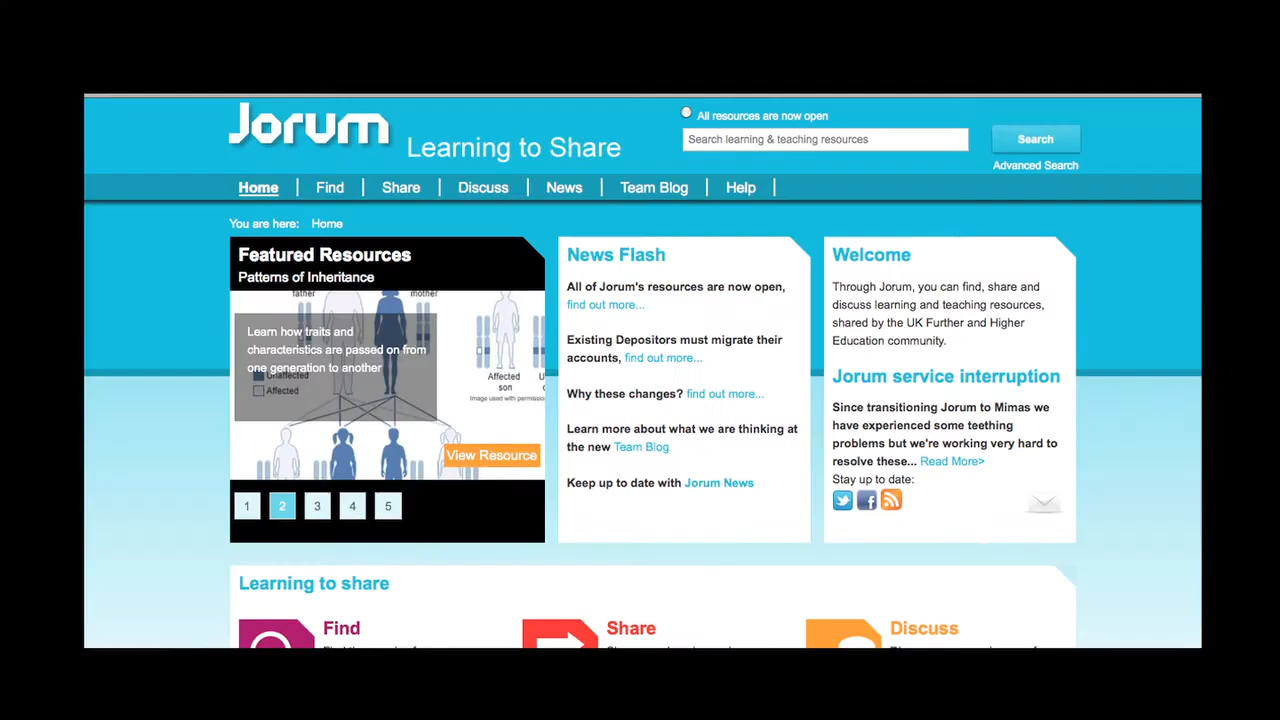 Jorum
Learning to Share
All resources are now open
Search learning & teaching resources
Search
Advanced Search
Home
Find
Share
Discuss
News
Team Blog
Help
You are here: Home
Featured Resources
Patterns of Inheritance
father
mother
Learn how traits and
characteristics are passed on from
one generation to another
Unaffected
Affected
Affected
son
Image used with
View Resource
1 2 3 4 5
News Flash
All of Jorum's resources are now open,
find out more...
Existing Depositors must migrate their
accounts, find out more...
Why these changes? find out more...
Learn more about what we are thinking at
the new Team Blog
Keep up to date with Jorum News
Welcome
Through Jorum, you can find, share and
discuss learning and teaching resources,
shared by the UK Further and Higher
Education community.
Jorum service interruption
Since transitioning Jorum to Mimas we
have experienced some teething
problems but we're working very hard to
resolve these... Read More>
Stay up to date:
Learning to share
Find
Share
Discuss